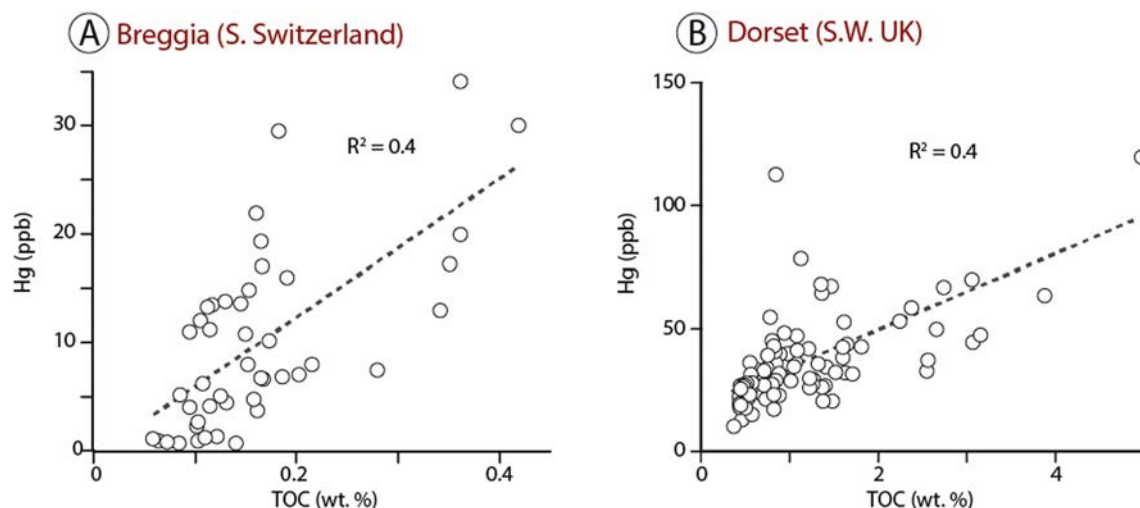 A Breggia (S. Switzerland)
Hg (ppb)
30
20
10
0
R² = 0.4
0
0.2
0.4
TOC (wt. %)
B Dorset (S.W. UK)
Hg (ppb)
150
100
50
0
R² = 0.4
0
2
4
TOC (wt. %)